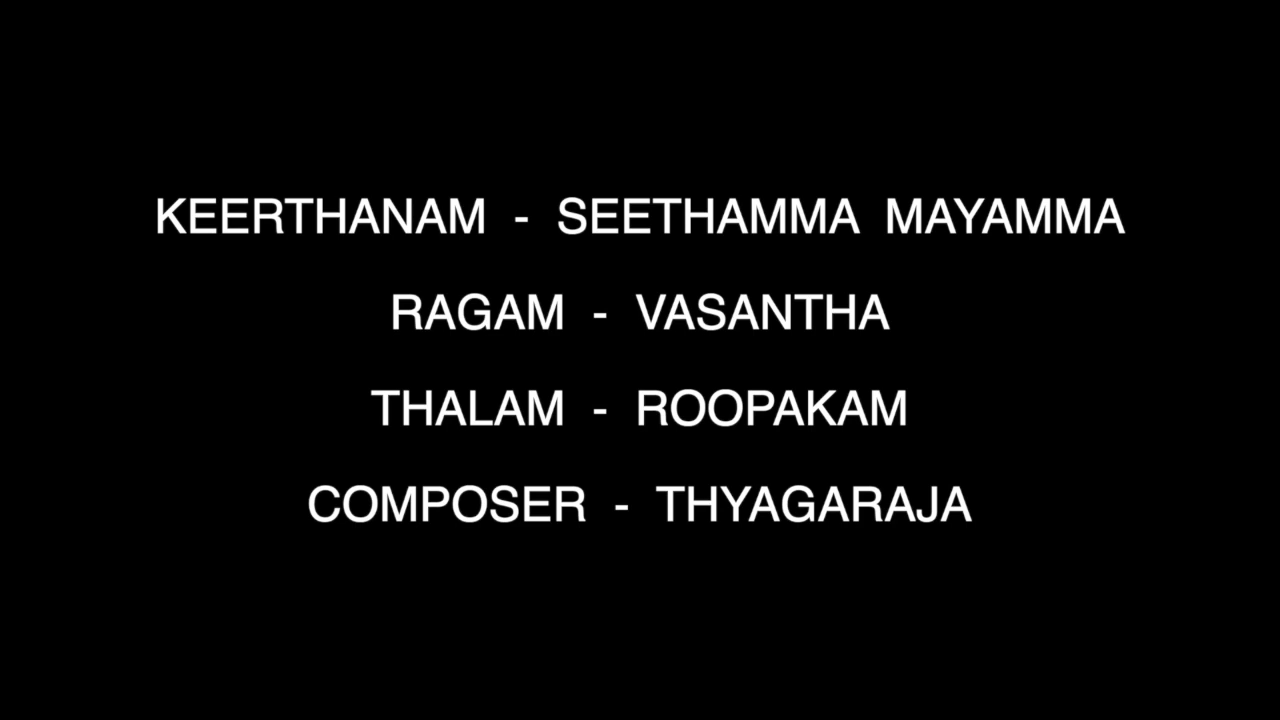 KEERTHANAM - SEETHAMMA MAYAMMA
RAGAM - VASANTHA
THALAM - ROOPAKAM
COMPOSER - THYAGARAJA